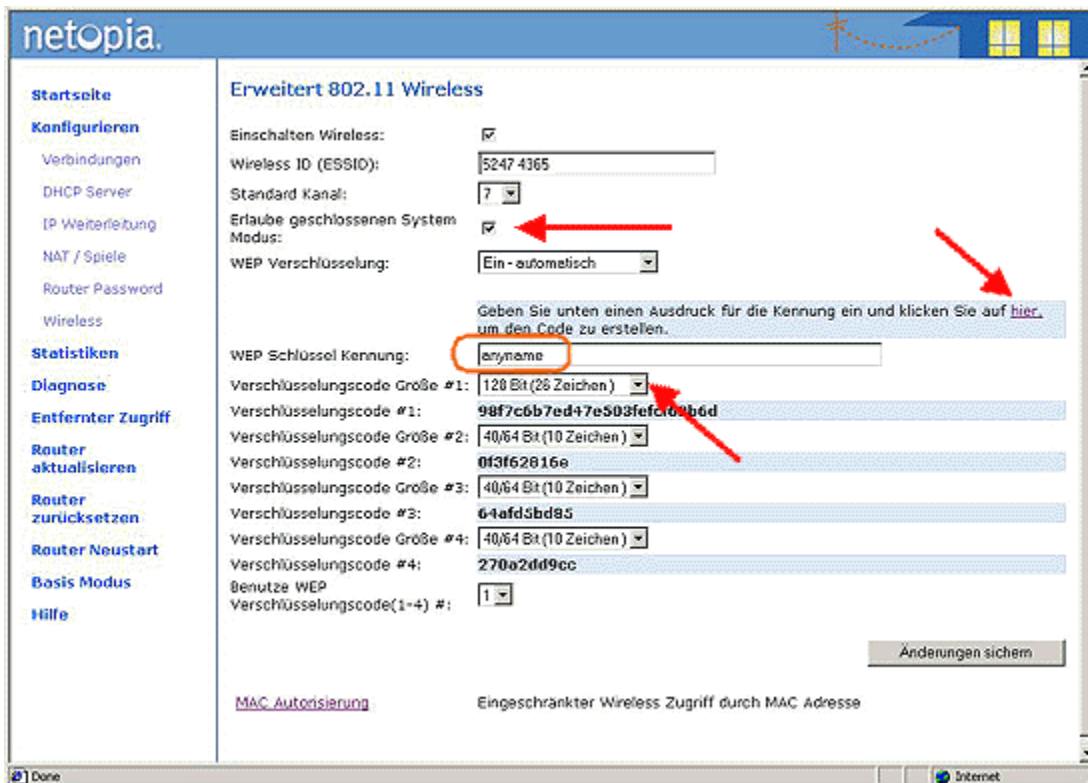 netopia.
Startseite
Konfigurieren
Verbindungen
DHCP Server
IP Weiterleitung
NAT / Spiele
Router Password
Wireless
Statistiken
Diagnose
Entfernter Zugriff
Router
aktualisieren
Router
zurücksetzen
Router Neustart
Basis Modus
Hilfe
Erweitert 802.11 Wireless
Einschalten Wireless:
Wireless ID (ESSID): 5247 4365
Standard Kanal: 7
Erlaube geschlossenen System
Modus:
WEP Verschlüsselung: Ein - automatisch
Geben Sie unten einen Ausdruck für die Kennung ein und klicken Sie auf hier,
um den Code zu erstellen.
WEP Schlüssel Kennung: anyname
Verschlüsselungscode Größe #1: 128 Bit (26 Zeichen)
Verschlüsselungscode #1:
Verschlüsselungscode Größe #2: 40/64 Bit (10 Zeichen)
Verschlüsselungscode #2: 0f3f62816e
Verschlüsselungscode Größe #3: 40/64 Bit (10 Zeichen)
Verschlüsselungscode #3: 64afd5bd85
Verschlüsselungscode Größe #4: 40/64 Bit (10 Zeichen)
Verschlüsselungscode #4: 270a2dd9cc
Benutze WEP
Verschlüsselungscode(1-4) #: 1
Änderungen sichern
MAC Autorisierung Eingeschränkter Wireless Zugriff durch MAC Adresse
Done Internet